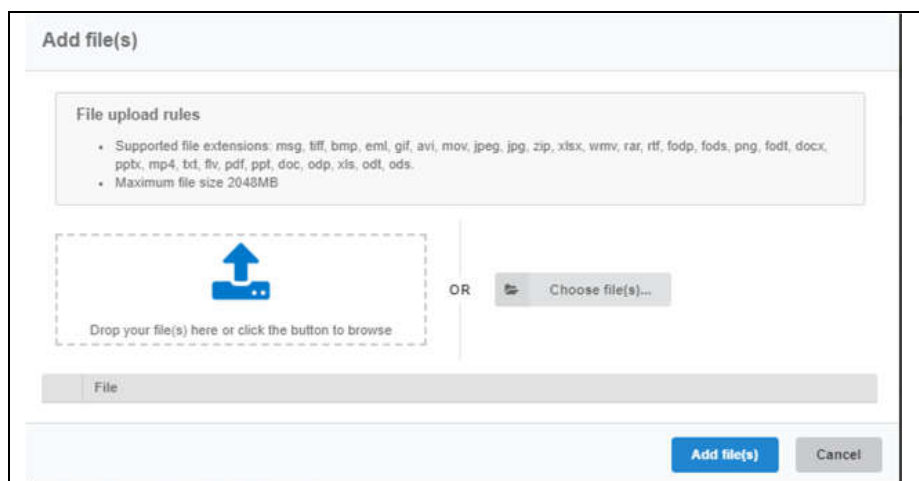 Add file(s)
File upload rules
• Supported file extensions: msg, tiff, bmp, eml, gif, avi, mov, jpeg, jpg, zip, xlsx, wmv, rar, rtf, fodp, fods, png, fodt, docx,
pptx, mp4, txt, flv, pdf, ppt, doc, odp, xls, odt, ods.
• Maximum file size 2048MB
Drop your file(s) here or click the button to browse
OR
Choose file(s)...
File
Add file(s)
Cancel